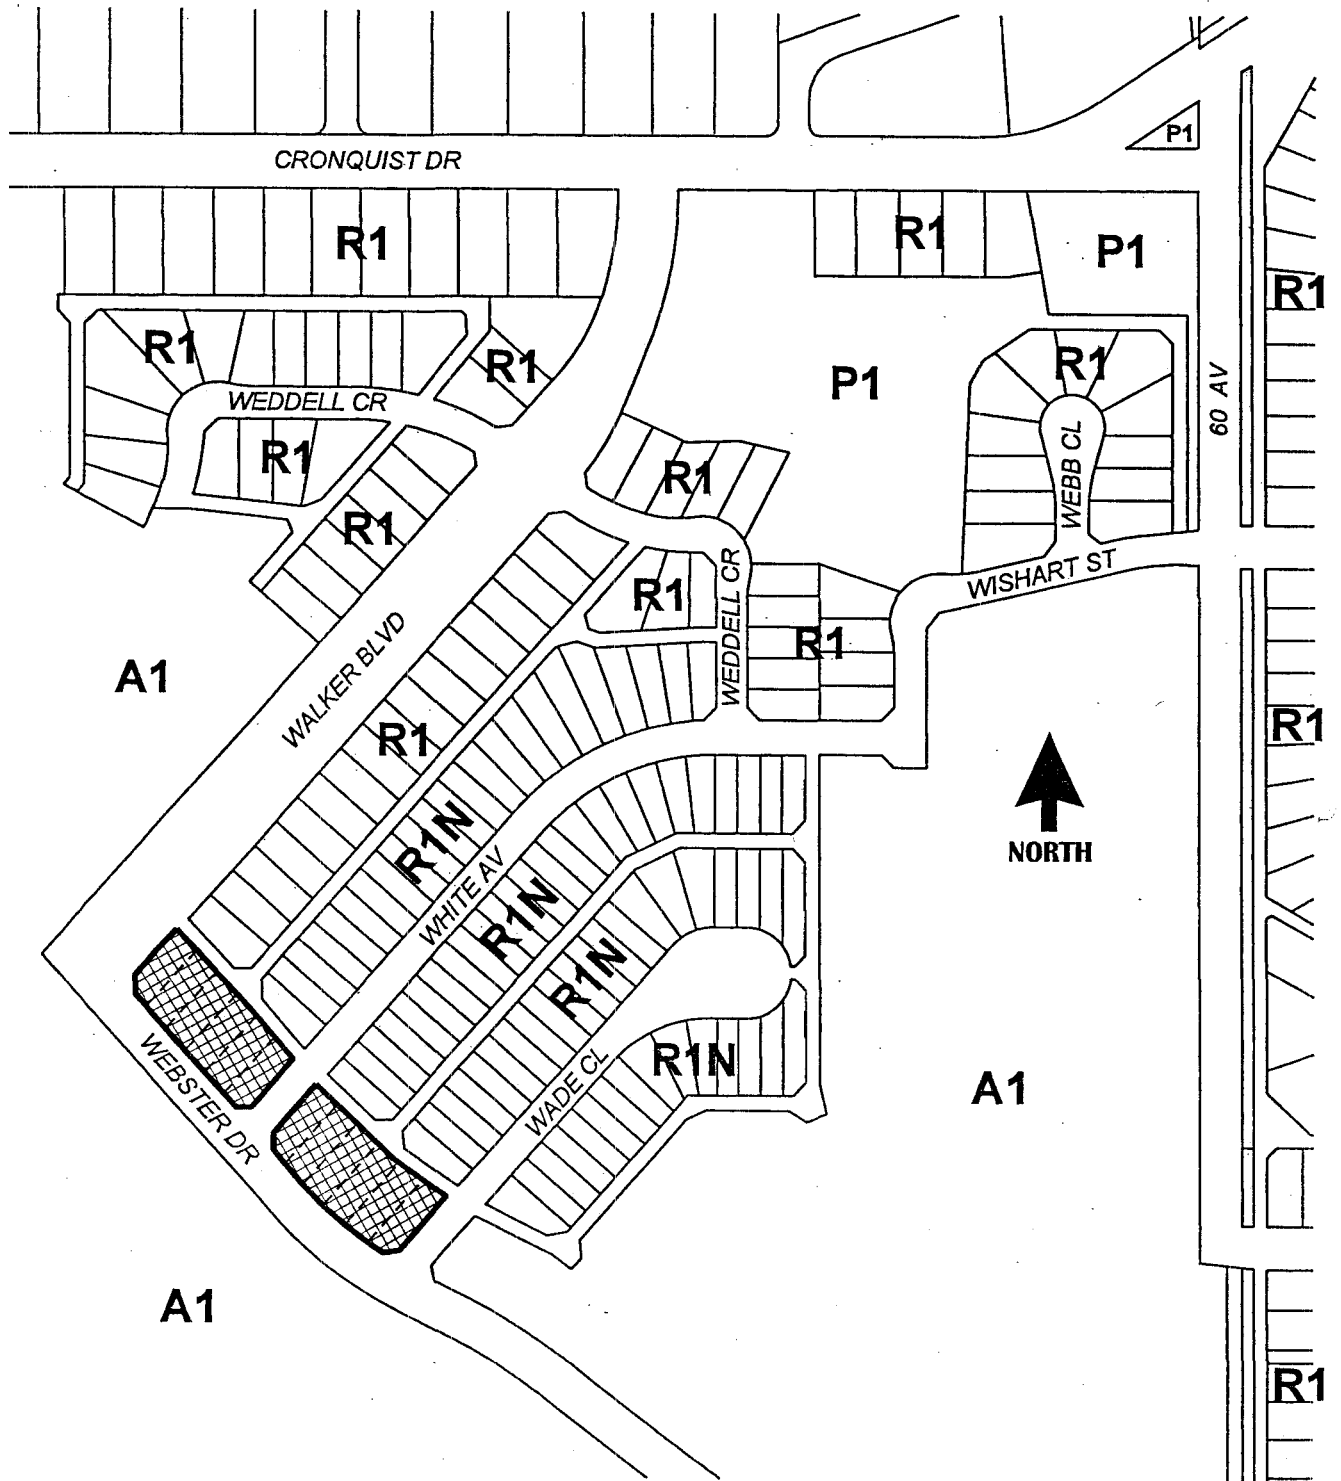 P1
CRONQUIST DR
R1
R1
P1
R1
R1
R1
R1
P1
WEDDELL CR
60 AV
R1
R1
WEBB CL
R1
WISHART ST
WEDDELL CR
R1
R1
A1
WALKER BLVD
R1
R1
R1N
NORTH
WHITE AV
R1N
R1N
WEBSTER DR
WADE CL
R1N
A1
A1
R1